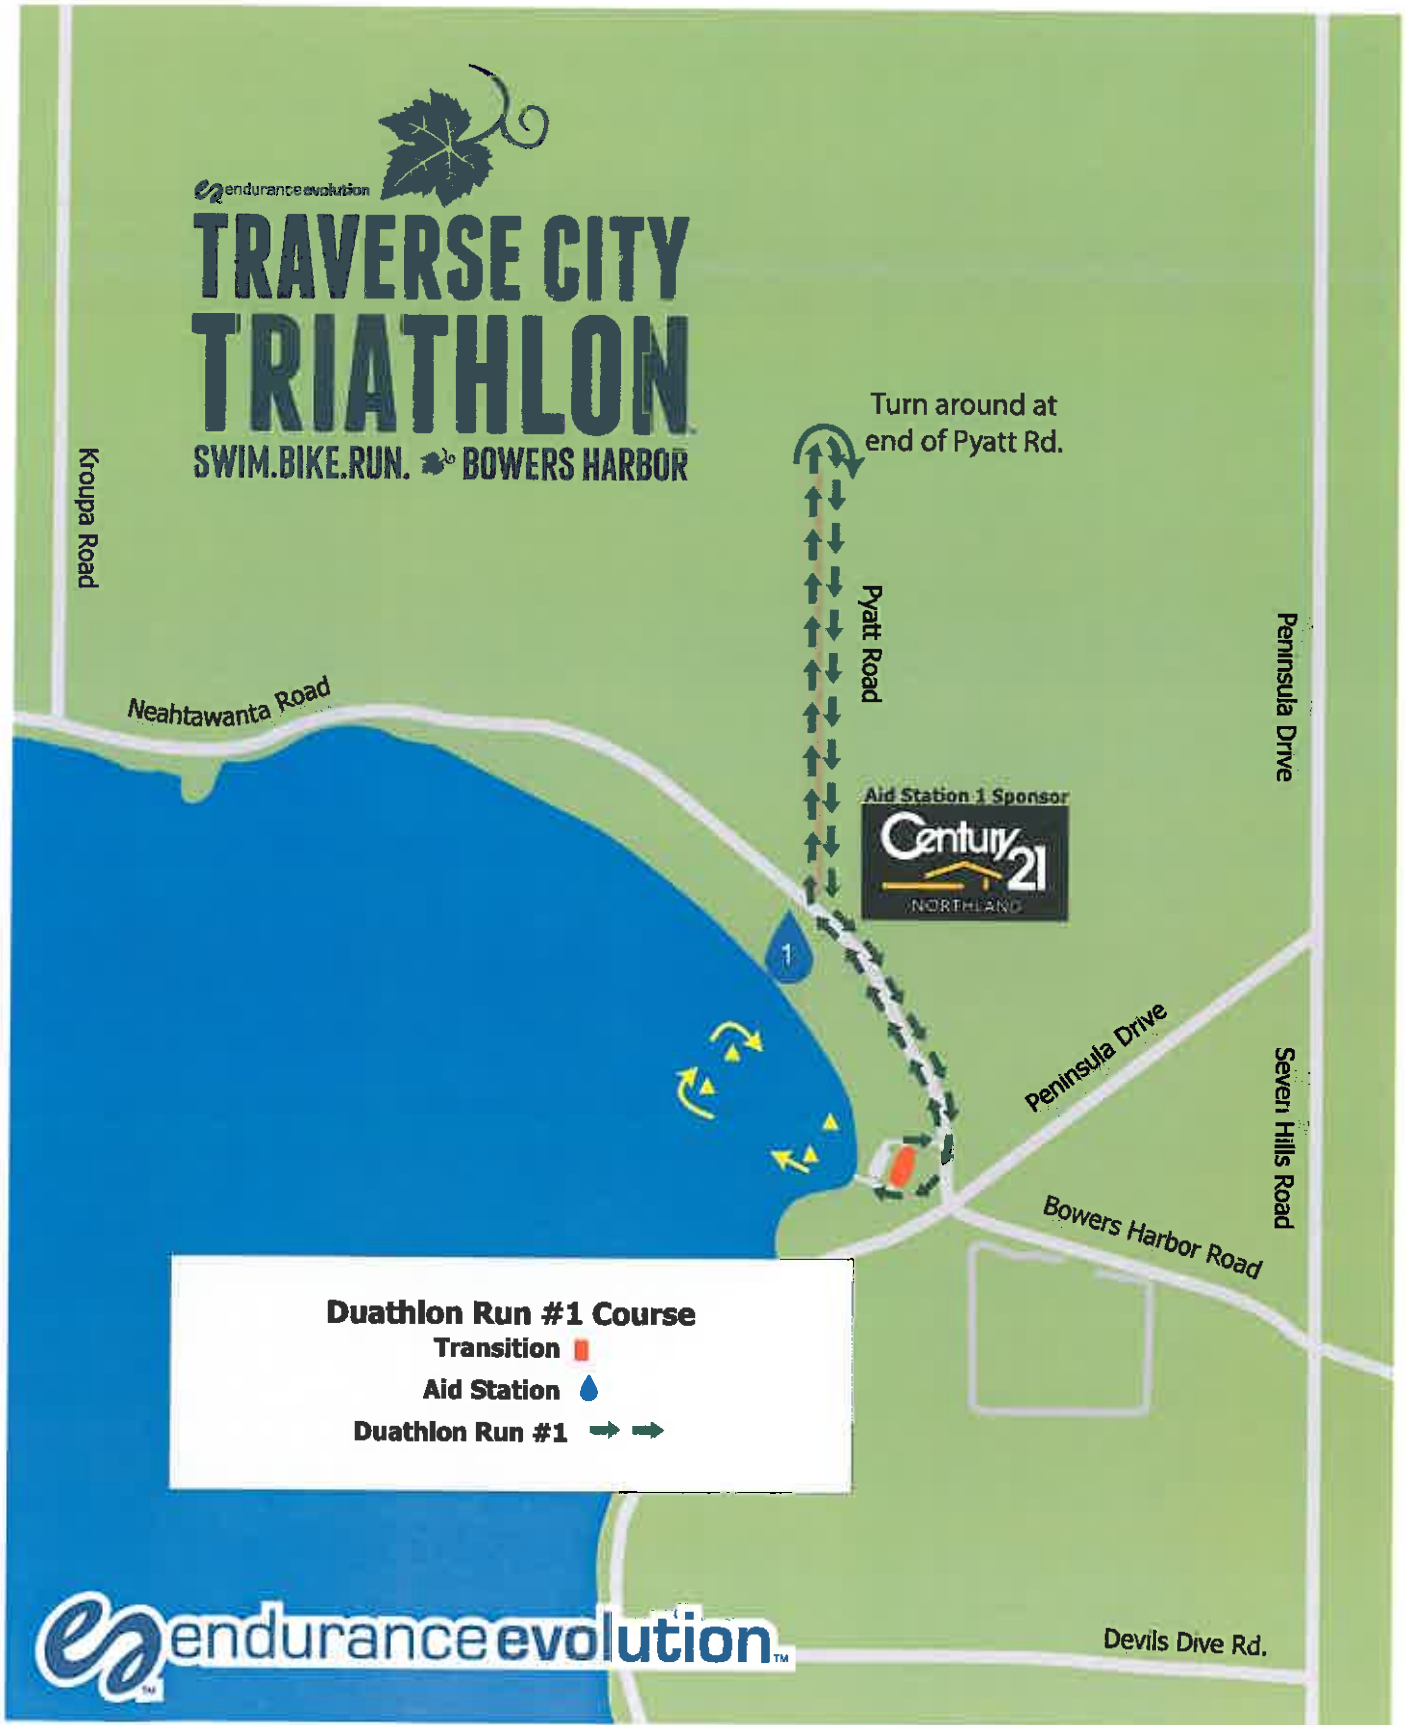 endurance evolution
TRAVERSE CITY
TRIATHLON
SWIM.BIKE.RUN. BOWERS HARBOR
Turn around at
end of Pyatt Rd.
Kroupa Road
Pyatt Road
Peninsula Drive
Neahtawanta Road
Aid Station 1 Sponsor
Century 21
NORTHLAND
1
Peninsula Drive
Seven Hills Road
Bowers Harbor Road
Duathlon Run #1 Course
Transition
Aid Station
Duathlon Run #1
endurance evolution™
Devils Dive Rd.